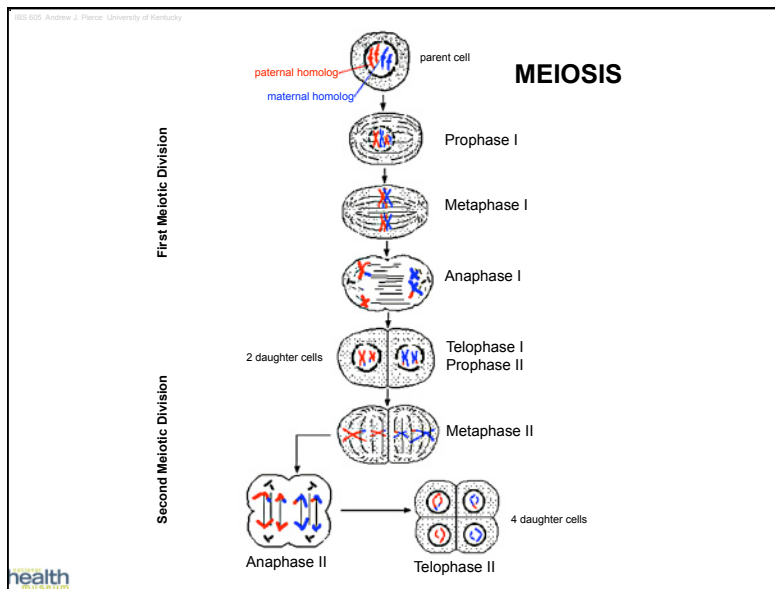 IBS 605 Andrew J. Pierce University of Kentucky
MEIOSIS
parent cell
paternal homolog
maternal homolog
First Meiotic Division
Prophase I
Metaphase I
Anaphase I
2 daughter cells
Telophase I
Prophase II
Second Meiotic Division
Metaphase II
Anaphase II
Telophase II
4 daughter cells
national
health
museum